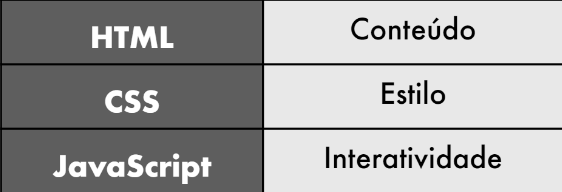 HTML Conteúdo
CSS Estilo
JavaScript Interatividade